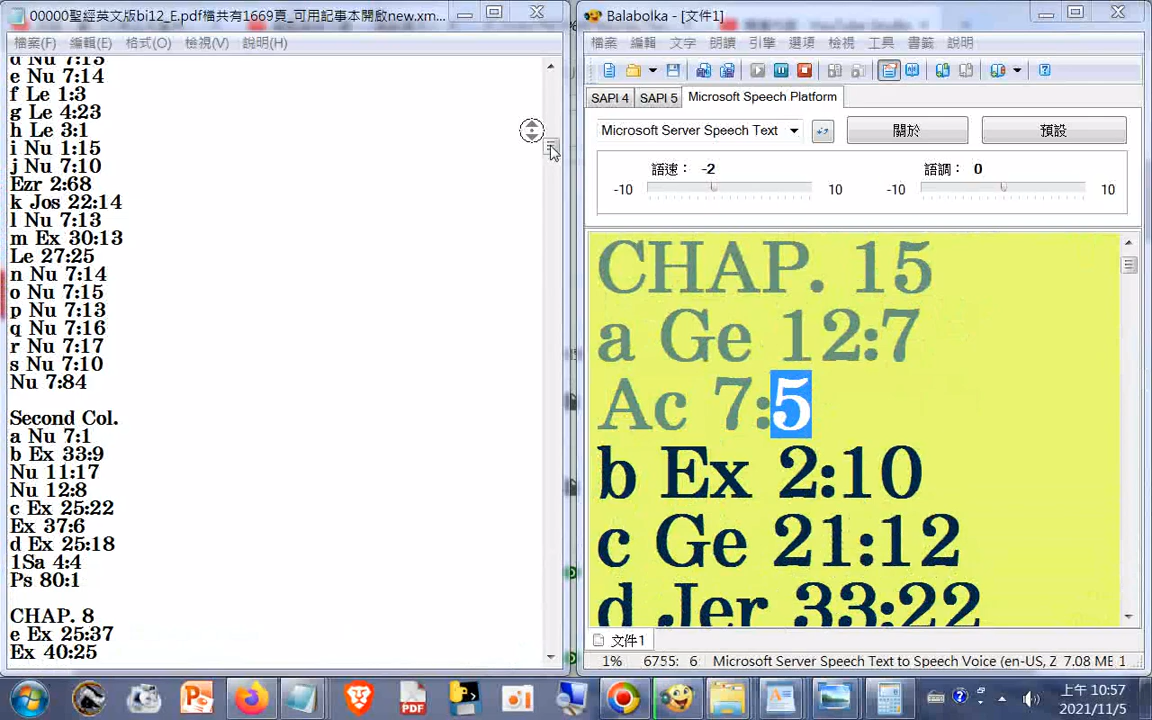 00000聖經英文版bi12_E.pdf檔共有1669頁_可用記事本開啟new.xm...
檔案(F) 編輯(E) 格式(O) 檢視(V) 說明(H)
d Nu 7:13
e Nu 7:14
f Le 1:3
g Le 4:23
h Le 3:1
i Nu 1:15
j Nu 7:10
Ezr 2:68
k Jos 22:14
l Nu 7:13
m Ex 30:13
Le 27:25
n Nu 7:14
o Nu 7:15
p Nu 7:13
q Nu 7:16
r Nu 7:17
s Nu 7:10
Nu 7:84
Second Col.
a Nu 7:1
b Ex 33:9
Nu 11:17
Nu 12:8
c Ex 25:22
Ex 37:6
d Ex 25:18
1Sa 4:4
Ps 80:1
CHAP. 8
e Ex 25:37
Ex 40:25
Balabolka - [文件1]
檔案 編輯 文字 朗讀 引擎 選項 檢視 工具 書籤 說明
SAPI 4 SAPI 5 Microsoft Speech Platform
Microsoft Server Speech Text 關於 預設
語速： -2 語調： 0
-10 10 -10 10
CHAP. 15
a Ge 12:7
Ac 7:5
b Ex 2:10
c Ge 21:12
d Jer 33:22
文件1
1% 6755: 6 Microsoft Server Speech Text to Speech Voice (en-US, Z 7.08 ME 1
PDF
上午 10:57
2021/11/5